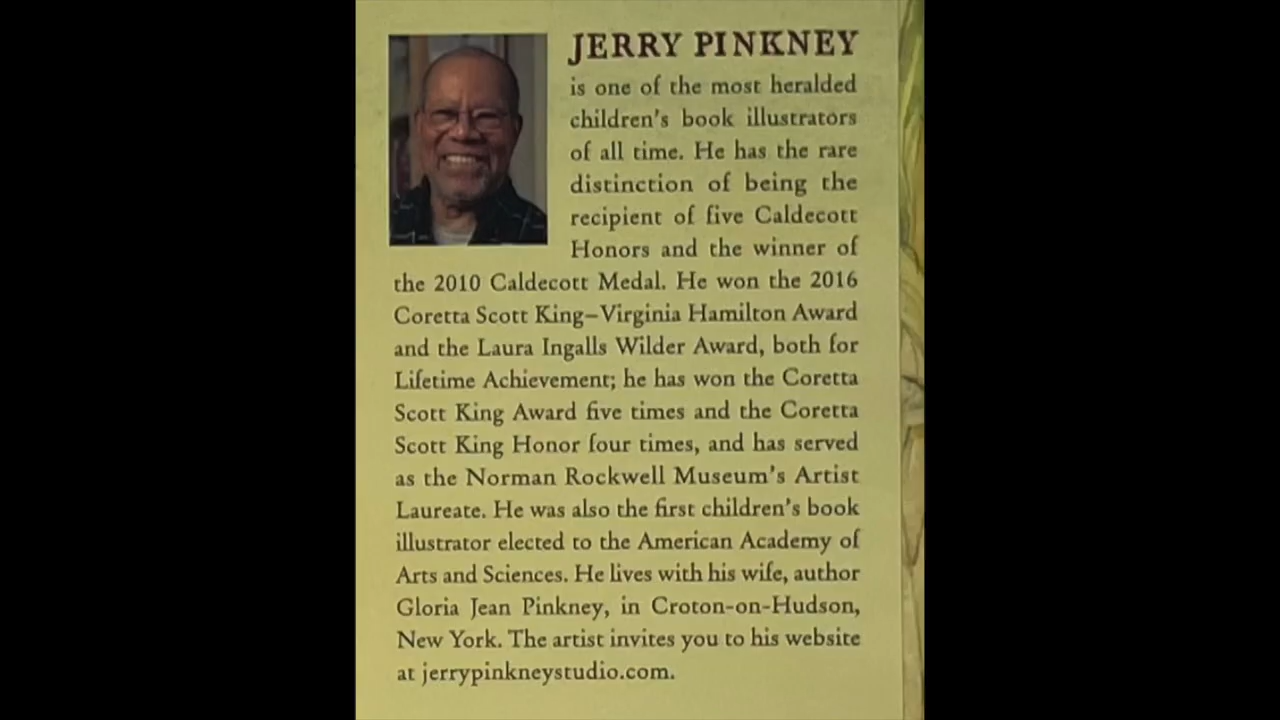 JERRY PINKNEY
is one of the most heralded
children's book illustrators
of all time. He has the rare
distinction of being the
recipient of five Caldecott
Honors and the winner of
the 2010 Caldecott Medal. He won the 2016
Coretta Scott King–Virginia Hamilton Award
and the Laura Ingalls Wilder Award, both for
Lifetime Achievement; he has won the Coretta
Scott King Award five times and the Coretta
Scott King Honor four times, and has served
as the Norman Rockwell Museum's Artist
Laureate. He was also the first children's book
illustrator elected to the American Academy of
Arts and Sciences. He lives with his wife, author
Gloria Jean Pinkney, in Croton-on-Hudson,
New York. The artist invites you to his website
at jerrypinkneystudio.com.